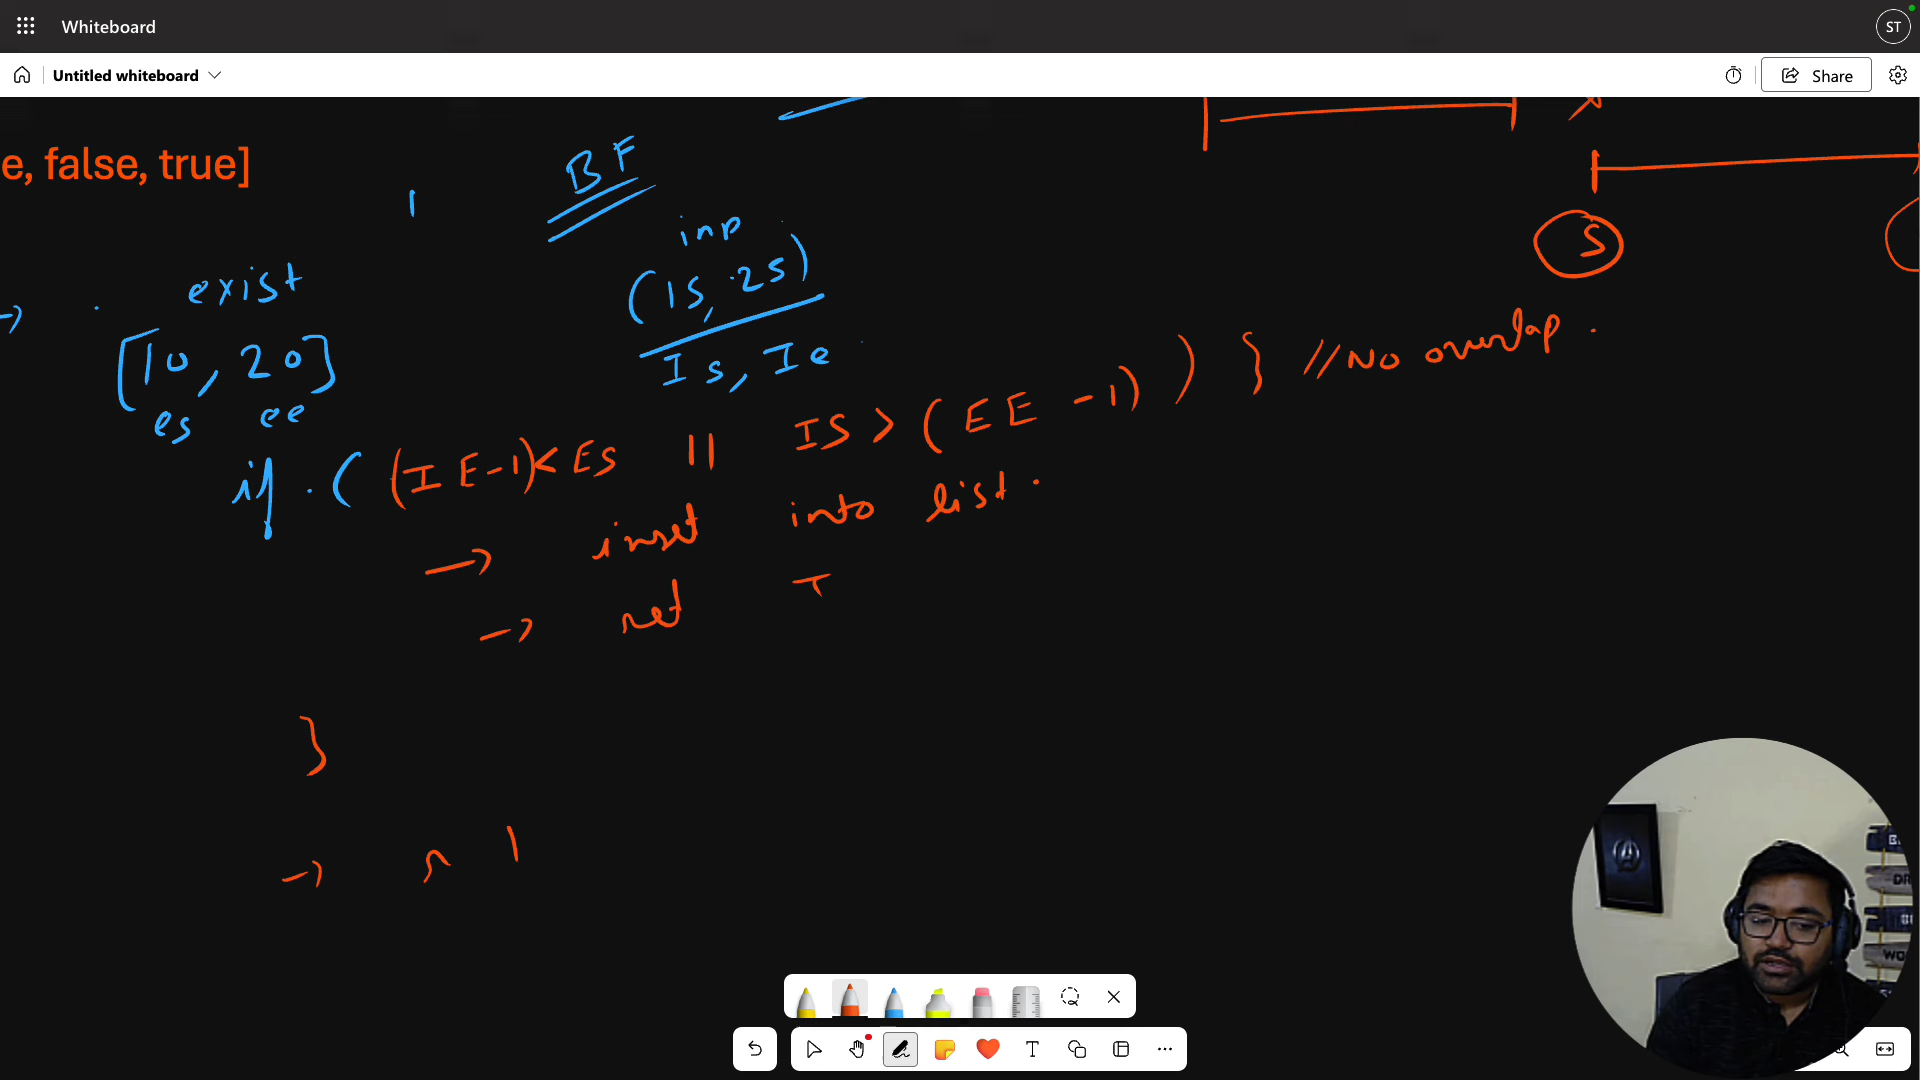 Whiteboard
ST
Untitled whiteboard
Share
e, false, true]
BF
inp
(15, 25)
Is, Ie
exist
[10, 20]
es ee
S
if ((IE-1)< ES || IS > (EE -1)) } // No overlap.
→ inset into list.
→ ret T
}
→ r